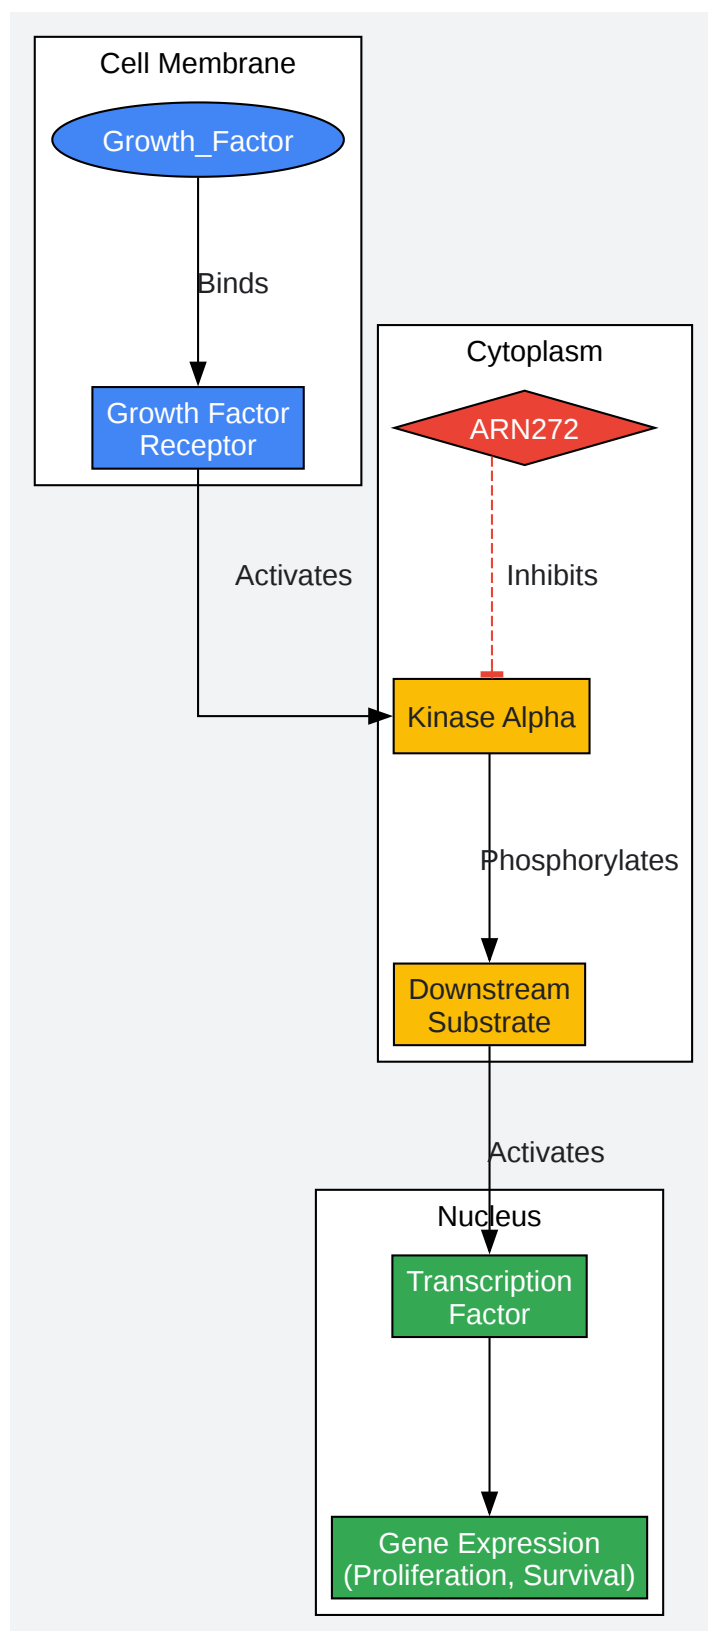 Cell Membrane
Growth_Factor
Binds
Growth Factor
Receptor
Activates
Cytoplasm
ARN272
Inhibits
Kinase Alpha
Phosphorylates
Downstream
Substrate
Activates
Nucleus
Transcription
Factor
Gene Expression
(Proliferation, Survival)